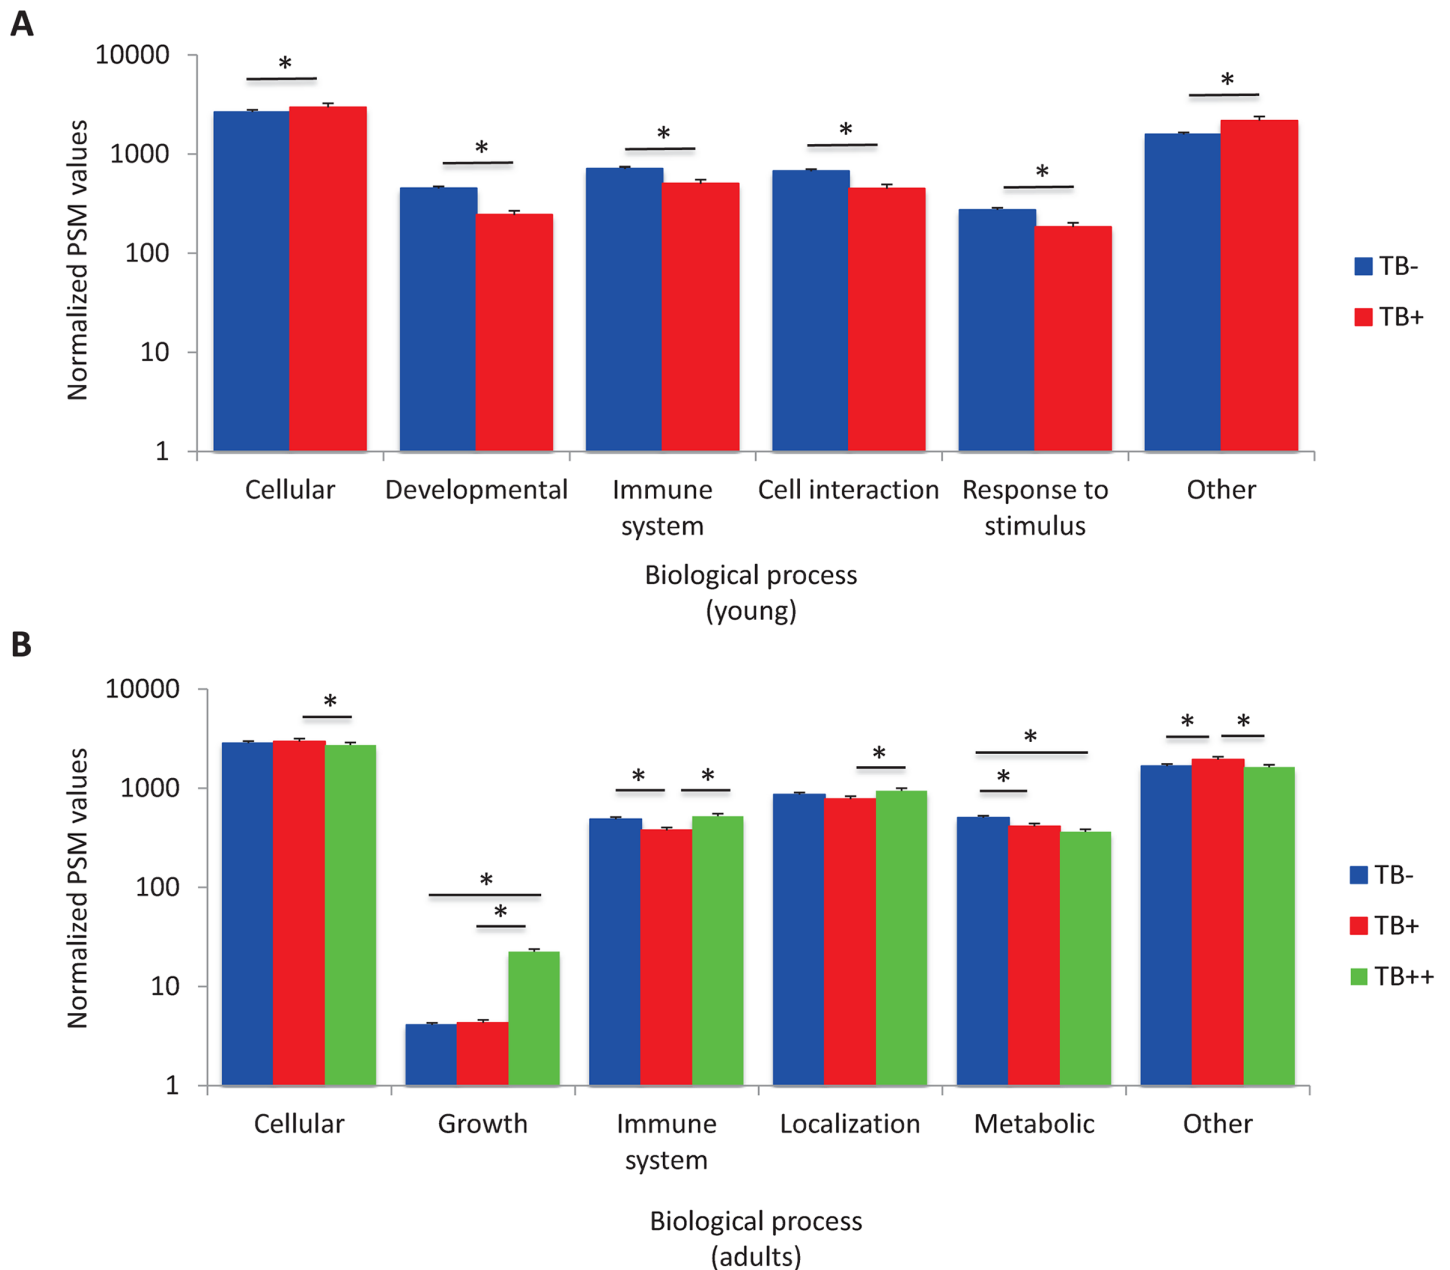 A
Normalized PSM values
10000
1000
100
10
1
*
*
*
*
*
*
Cellular
Developmental
Immune
system
Cell interaction
Response to
stimulus
Other
Biological process
(young)
TB-
TB+
B
Normalized PSM values
10000
1000
100
10
1
*
*
*
*
*
*
*
*
*
*
Cellular
Growth
Immune
system
Localization
Metabolic
Other
Biological process
(adults)
TB-
TB+
TB++